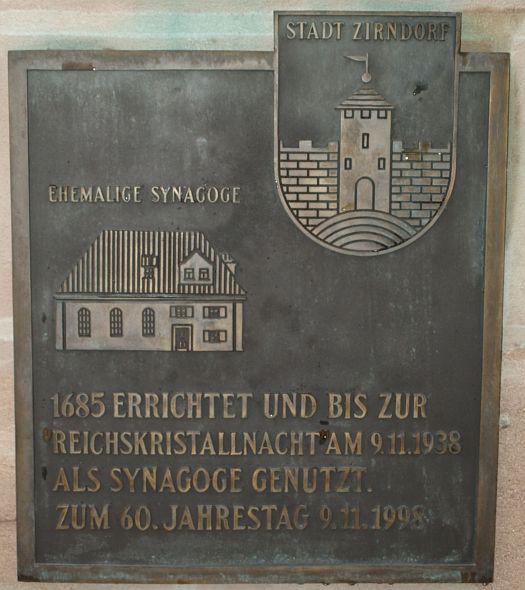 STADT ZIRNDORF
EHEMALIGE SYNAGOGE
1685 ERRICHTET UND BIS ZUR
REICHSKRISTALLNACHT AM 9.11.1938
ALS SYNAGOGE GENUTZT.
ZUM 60. JAHRESTAG 9.11.1998